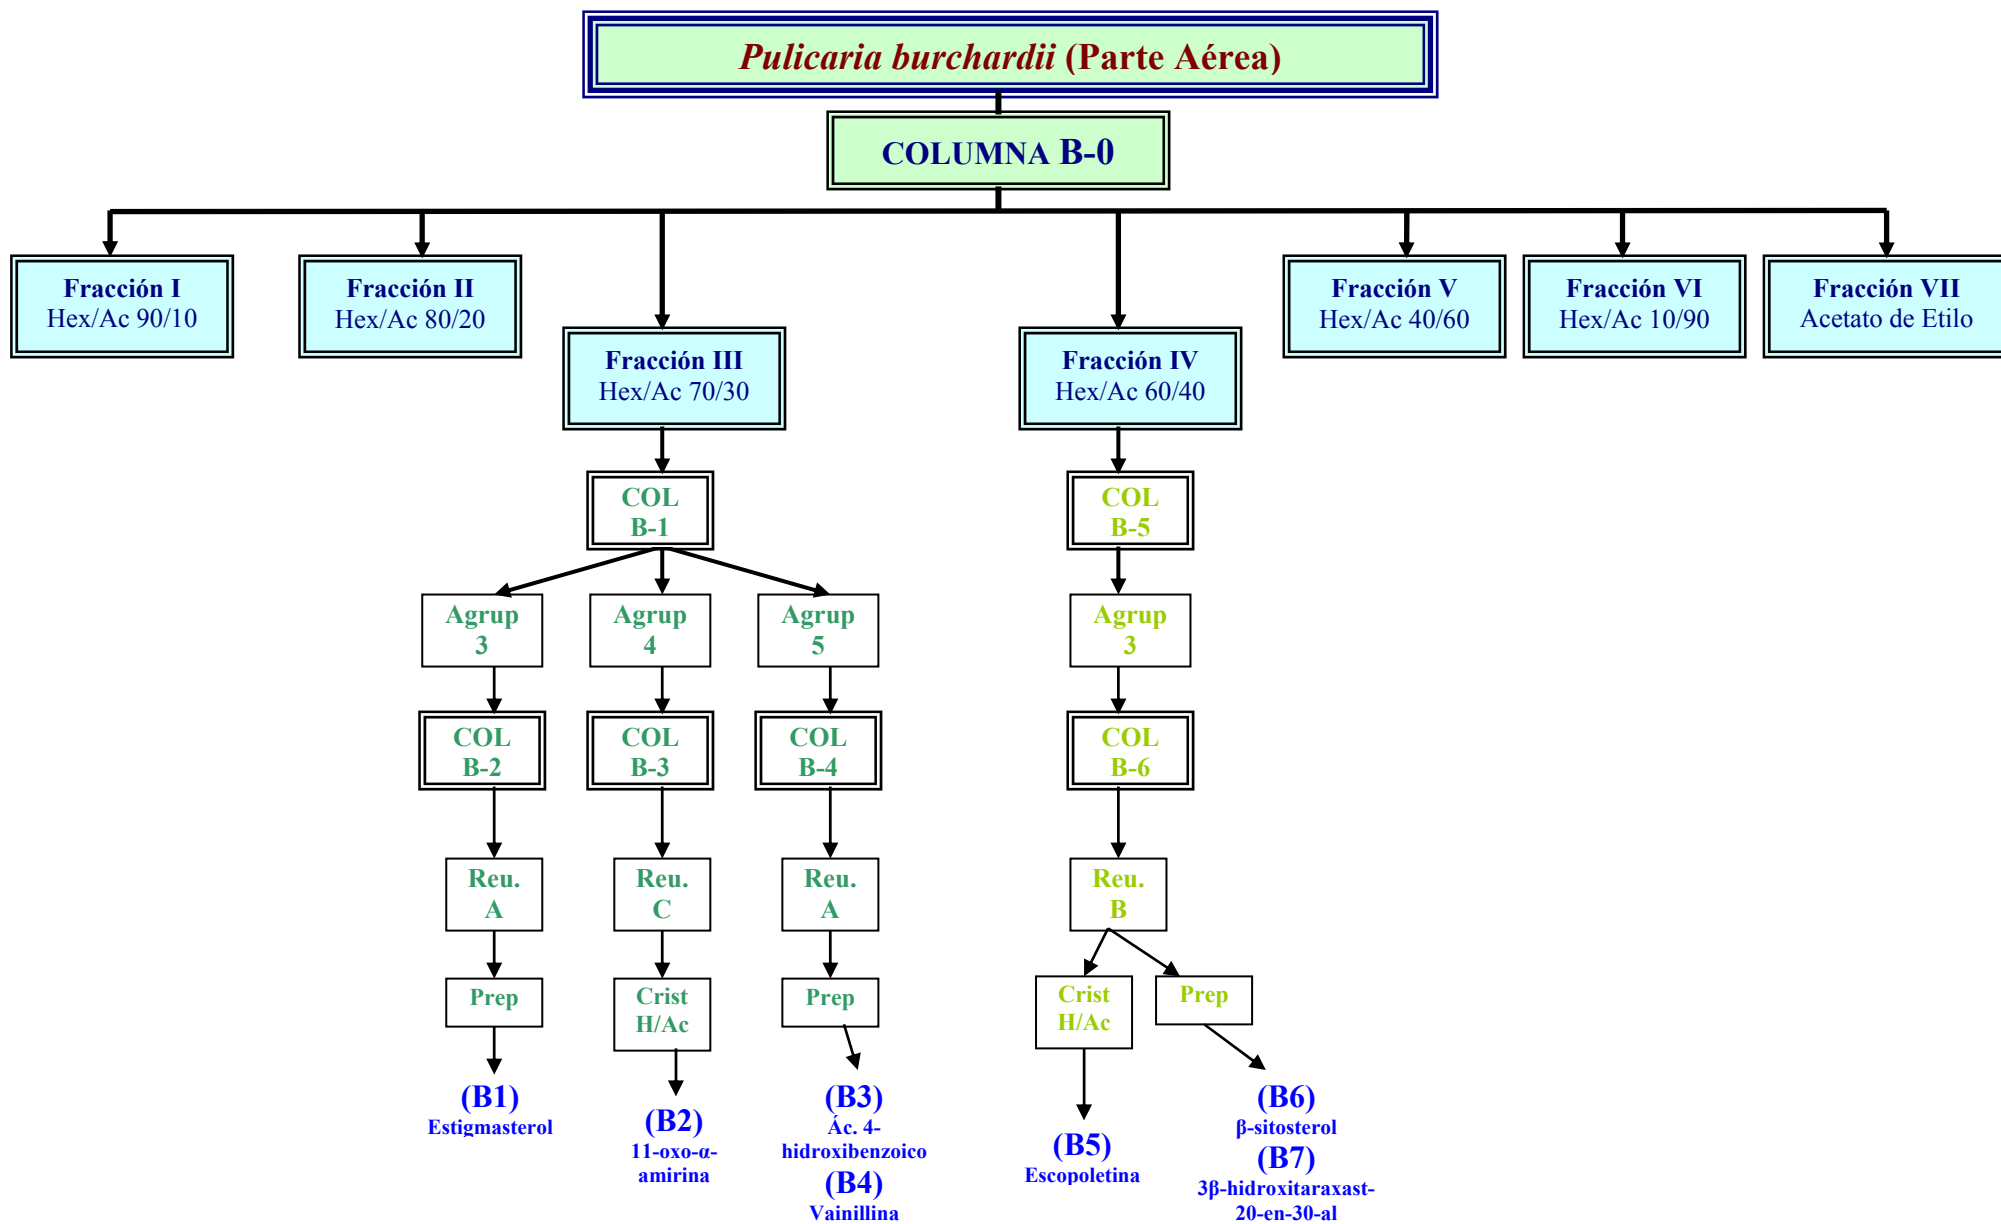 Pulicaria burchardii (Parte Aérea)
COLUMNA B-0
Fracción I
Hex/Ac 90/10
Fracción II
Hex/Ac 80/20
Fracción III
Hex/Ac 70/30
Fracción IV
Hex/Ac 60/40
Fracción V
Hex/Ac 40/60
Fracción VI
Hex/Ac 10/90
Fracción VII
Acetato de Etilo
COL
B-1
COL
B-5
Agrup
3
Agrup
4
Agrup
5
Agrup
3
COL
B-2
COL
B-3
COL
B-4
COL
B-6
Reu.
A
Reu.
C
Reu.
A
Reu.
B
Prep
Crist
H/Ac
Prep
Crist
H/Ac
Prep
(B1)
Estigmasterol
(B2)
11-oxo-α-
amirina
(B3)
Ác. 4-
hidroxibenzoico
(B4)
Vainillina
(B5)
Escopoletina
(B6)
β-sitosterol
(B7)
3β-hidroxitaraxast-
20-en-30-al